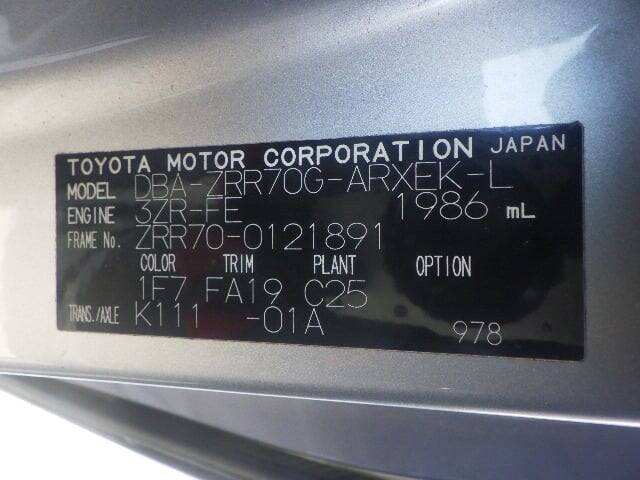 TOYOTA MOTOR CORPORATION JAPAN
MODEL DBA-ZRR70G-ARXEK-L
ENGINE 3ZR-FE 1986 mL
FRAME No. ZRR70-0121891
COLOR TRIM PLANT OPTION
1F7 FA19 C25
TRANS./AXLE K111 -01A 978